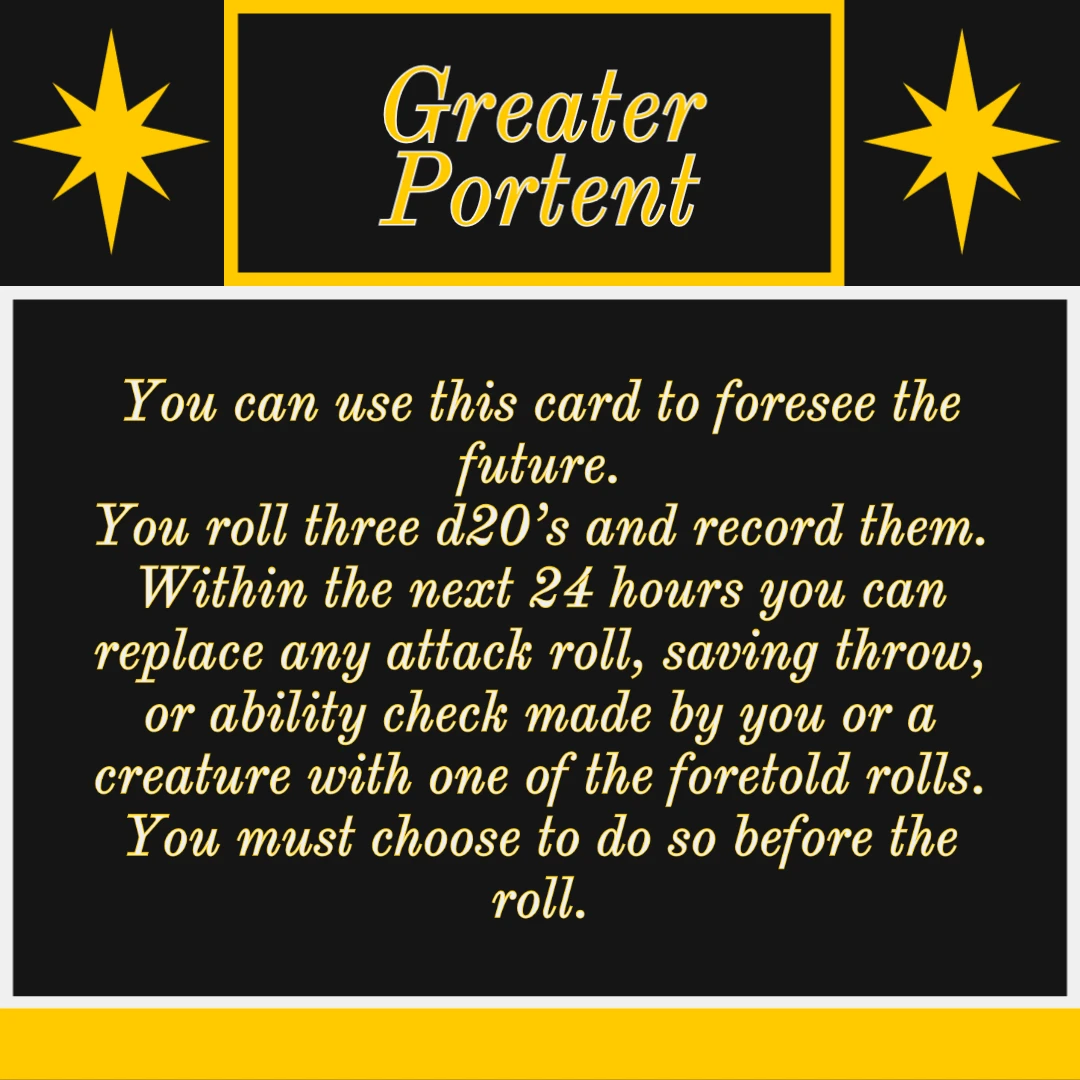 Greater
Portent
You can use this card to foresee the
future.
You roll three d20’s and record them.
Within the next 24 hours you can
replace any attack roll, saving throw,
or ability check made by you or a
creature with one of the foretold rolls.
You must choose to do so before the
roll.